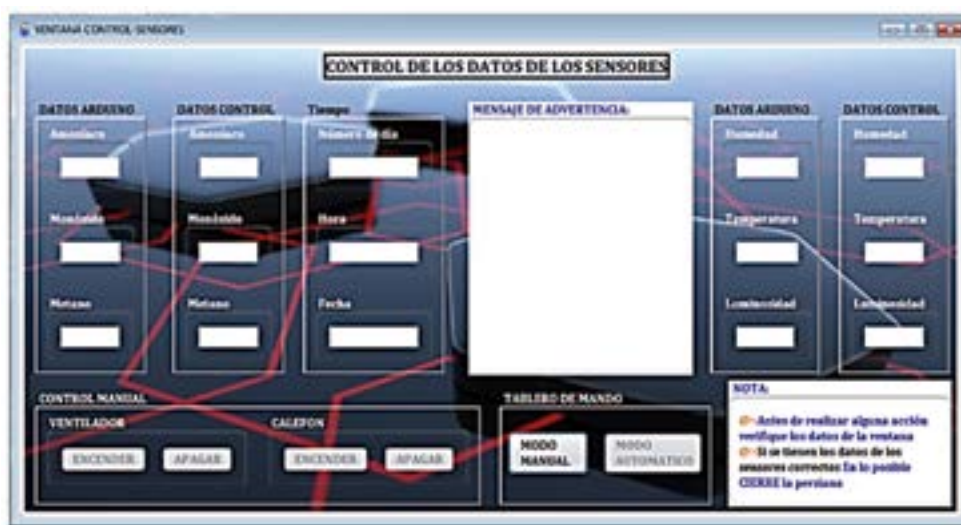 VENTANA CONTROL SENSORES
CONTROL DE LOS DATOS DE LOS SENSORES
DATOS ARDUINO
Amoniaco
Monóxido
Metano
DATOS CONTROL
Amoniaco
Monóxido
Metano
Tiempo
Número de día
Hora
Fecha
MENSAJE DE ADVERTENCIA:
DATOS ARDUINO
Humedad
Temperatura
Luminosidad
DATOS CONTROL
Humedad
Temperatura
Luminosidad
CONTROL MANUAL
VENTILADOR
ENCENDER APAGAR
CALEFON
ENCENDER APAGAR
TABLERO DE MANDO
MODO
MANUAL
MODO
AUTOMATICO
NOTA:
Antes de realizar alguna acción
verifique los datos de la ventana
Si se tienen los datos de los
sensores correctos En lo posible
CIERRE la persiana